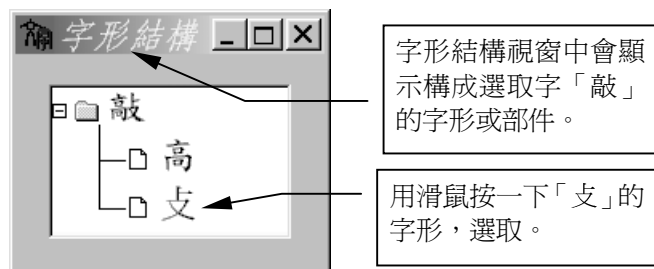 字形結構
敲
高
攴
字形結構視窗中會顯
示構成選取字「敲」
的字形或部件。
用滑鼠按一下「攴」的
字形，選取。